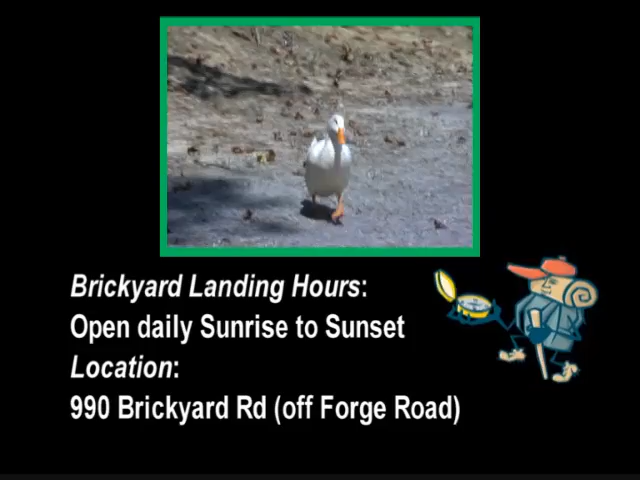 Brickyard Landing Hours:
Open daily Sunrise to Sunset
Location:
990 Brickyard Rd (off Forge Road)